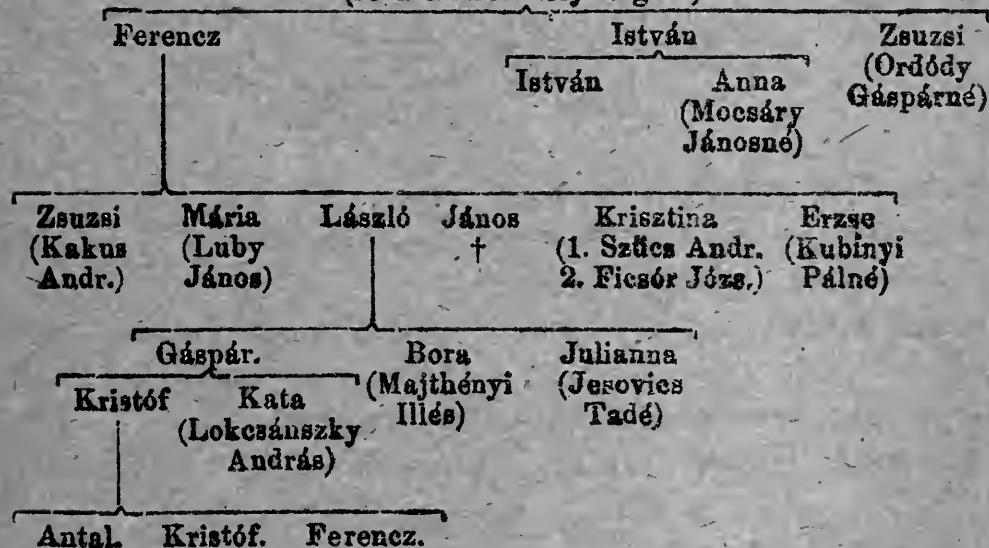 Ferencz István Zsuzsi
(Ordódy
Gáspárné)
István Anna
(Mocsáry
Jánosné)
Zsuzsi Mária László János Krisztina Erzse
(Kakus (Luby † (1. Szücs Andr. (Kubinyi
Andr.) János) 2. Ficsór Józs.) Pálné)
Gáspár. Bora Julianna
(Majthényi (Jesovics
Illés) Tadé)
Kristóf Kata
(Lokcsánszky
András)
Antal. Kristóf. Ferencz.